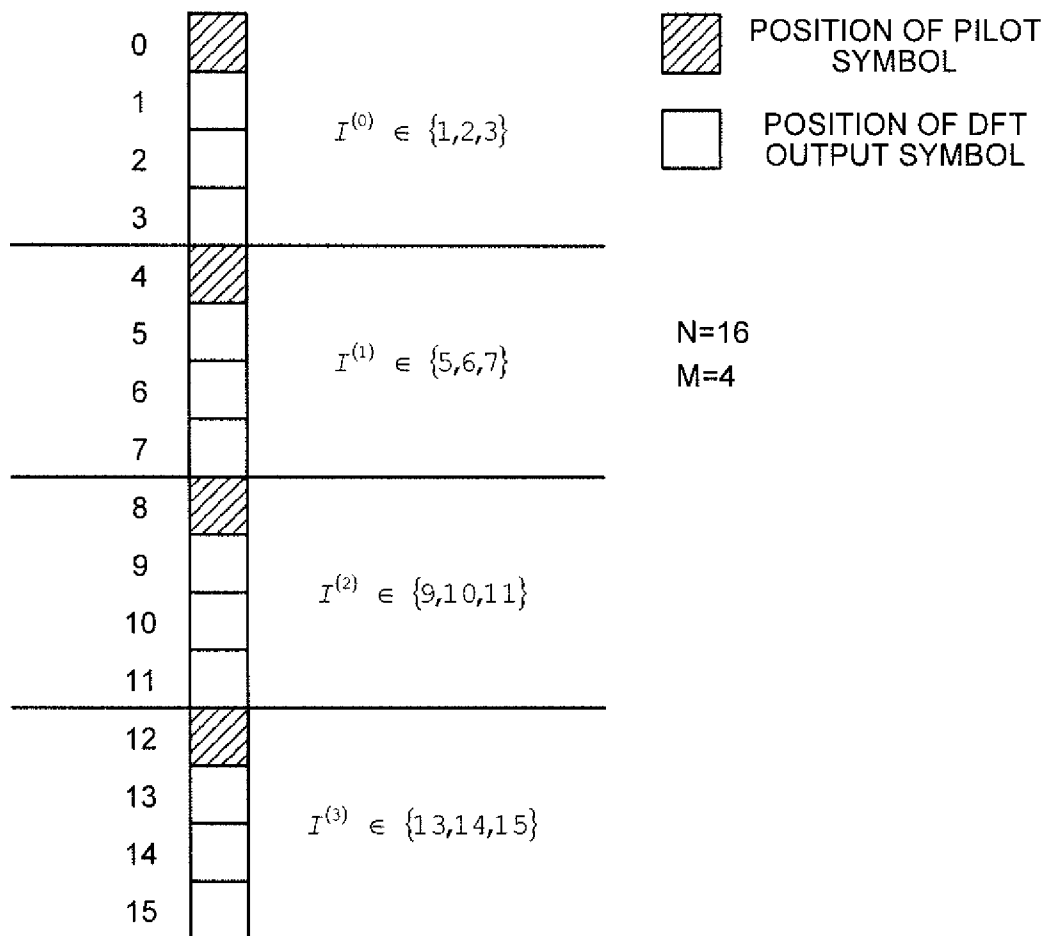 0
POSITION OF PILOT
SYMBOL
1
I^(0) ∈ {1,2,3}
POSITION OF DFT
OUTPUT SYMBOL
2
3
4
5
N=16
I^(1) ∈ {5,6,7}
M=4
6
7
8
9
I^(2) ∈ {9,10,11}
10
11
12
13
I^(3) ∈ {13,14,15}
14
15